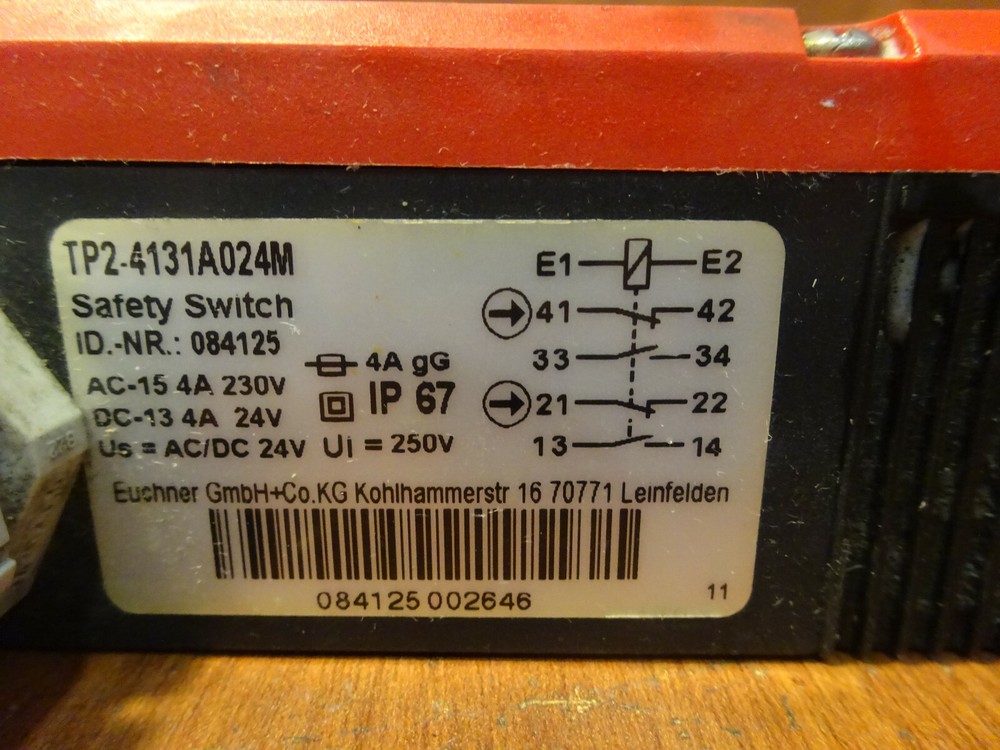 TP2-4131A024M
Safety Switch
ID.-NR.: 084125
4A gG
AC-15 4A 230V
IP 67
DC-13 4A 24V
Us = AC/DC 24V Ui = 250V
E1 E2
41 42
33 34
21 22
13 14
Euchner GmbH+Co.KG Kohlhammerstr 16 70771 Leinfelden
084125 002646
11